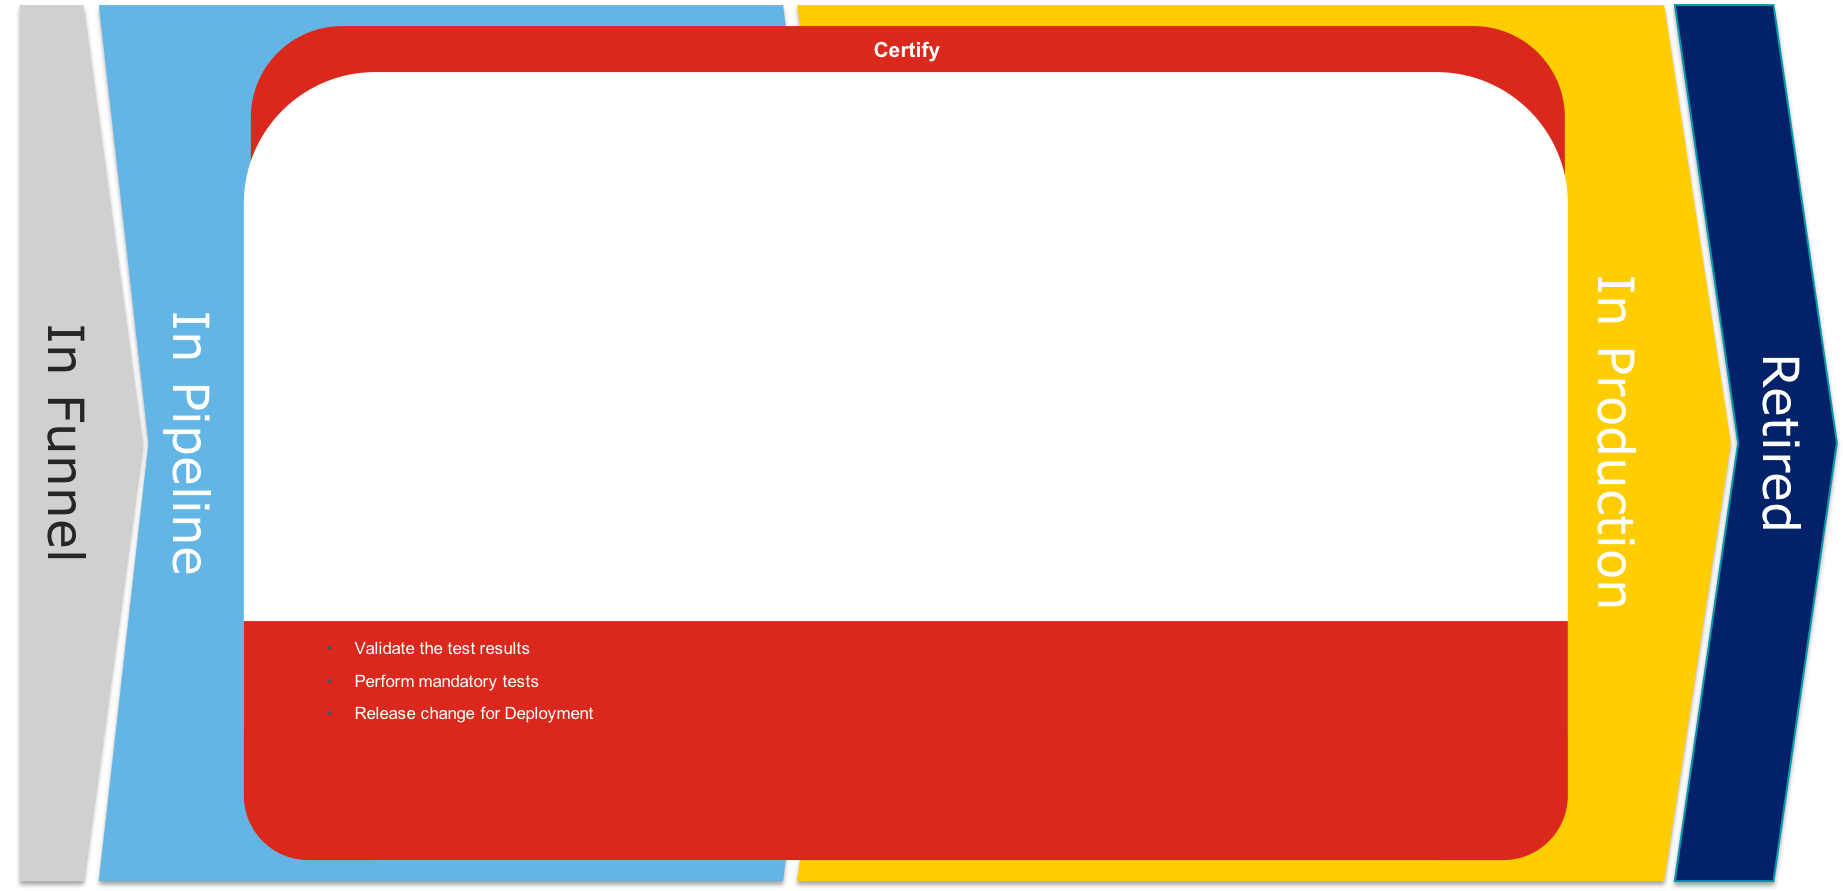 Certify
In Funnel
In Pipeline
In Production
Retired
• Validate the test results
• Perform mandatory tests
• Release change for Deployment